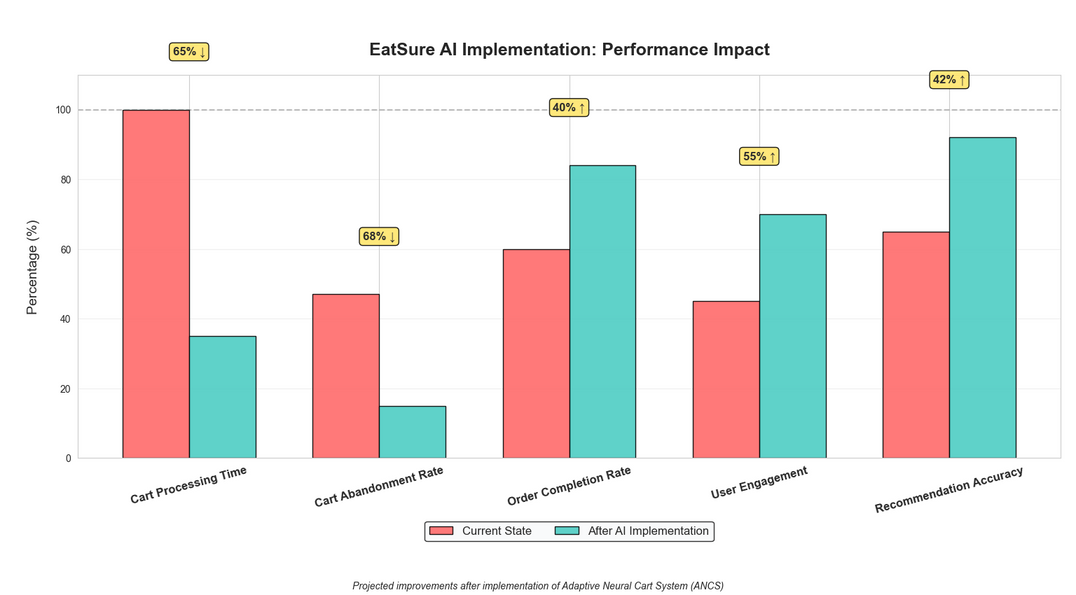 EatSure AI Implementation: Performance Impact
65% ↓
68% ↓
40% ↑
55% ↑
42% ↑
Percentage (%)
100
80
60
40
20
0
Cart Processing Time
Cart Abandonment Rate
Order Completion Rate
User Engagement
Recommendation Accuracy
Current State
After AI Implementation
Projected improvements after implementation of Adaptive Neural Cart System (ANCS)